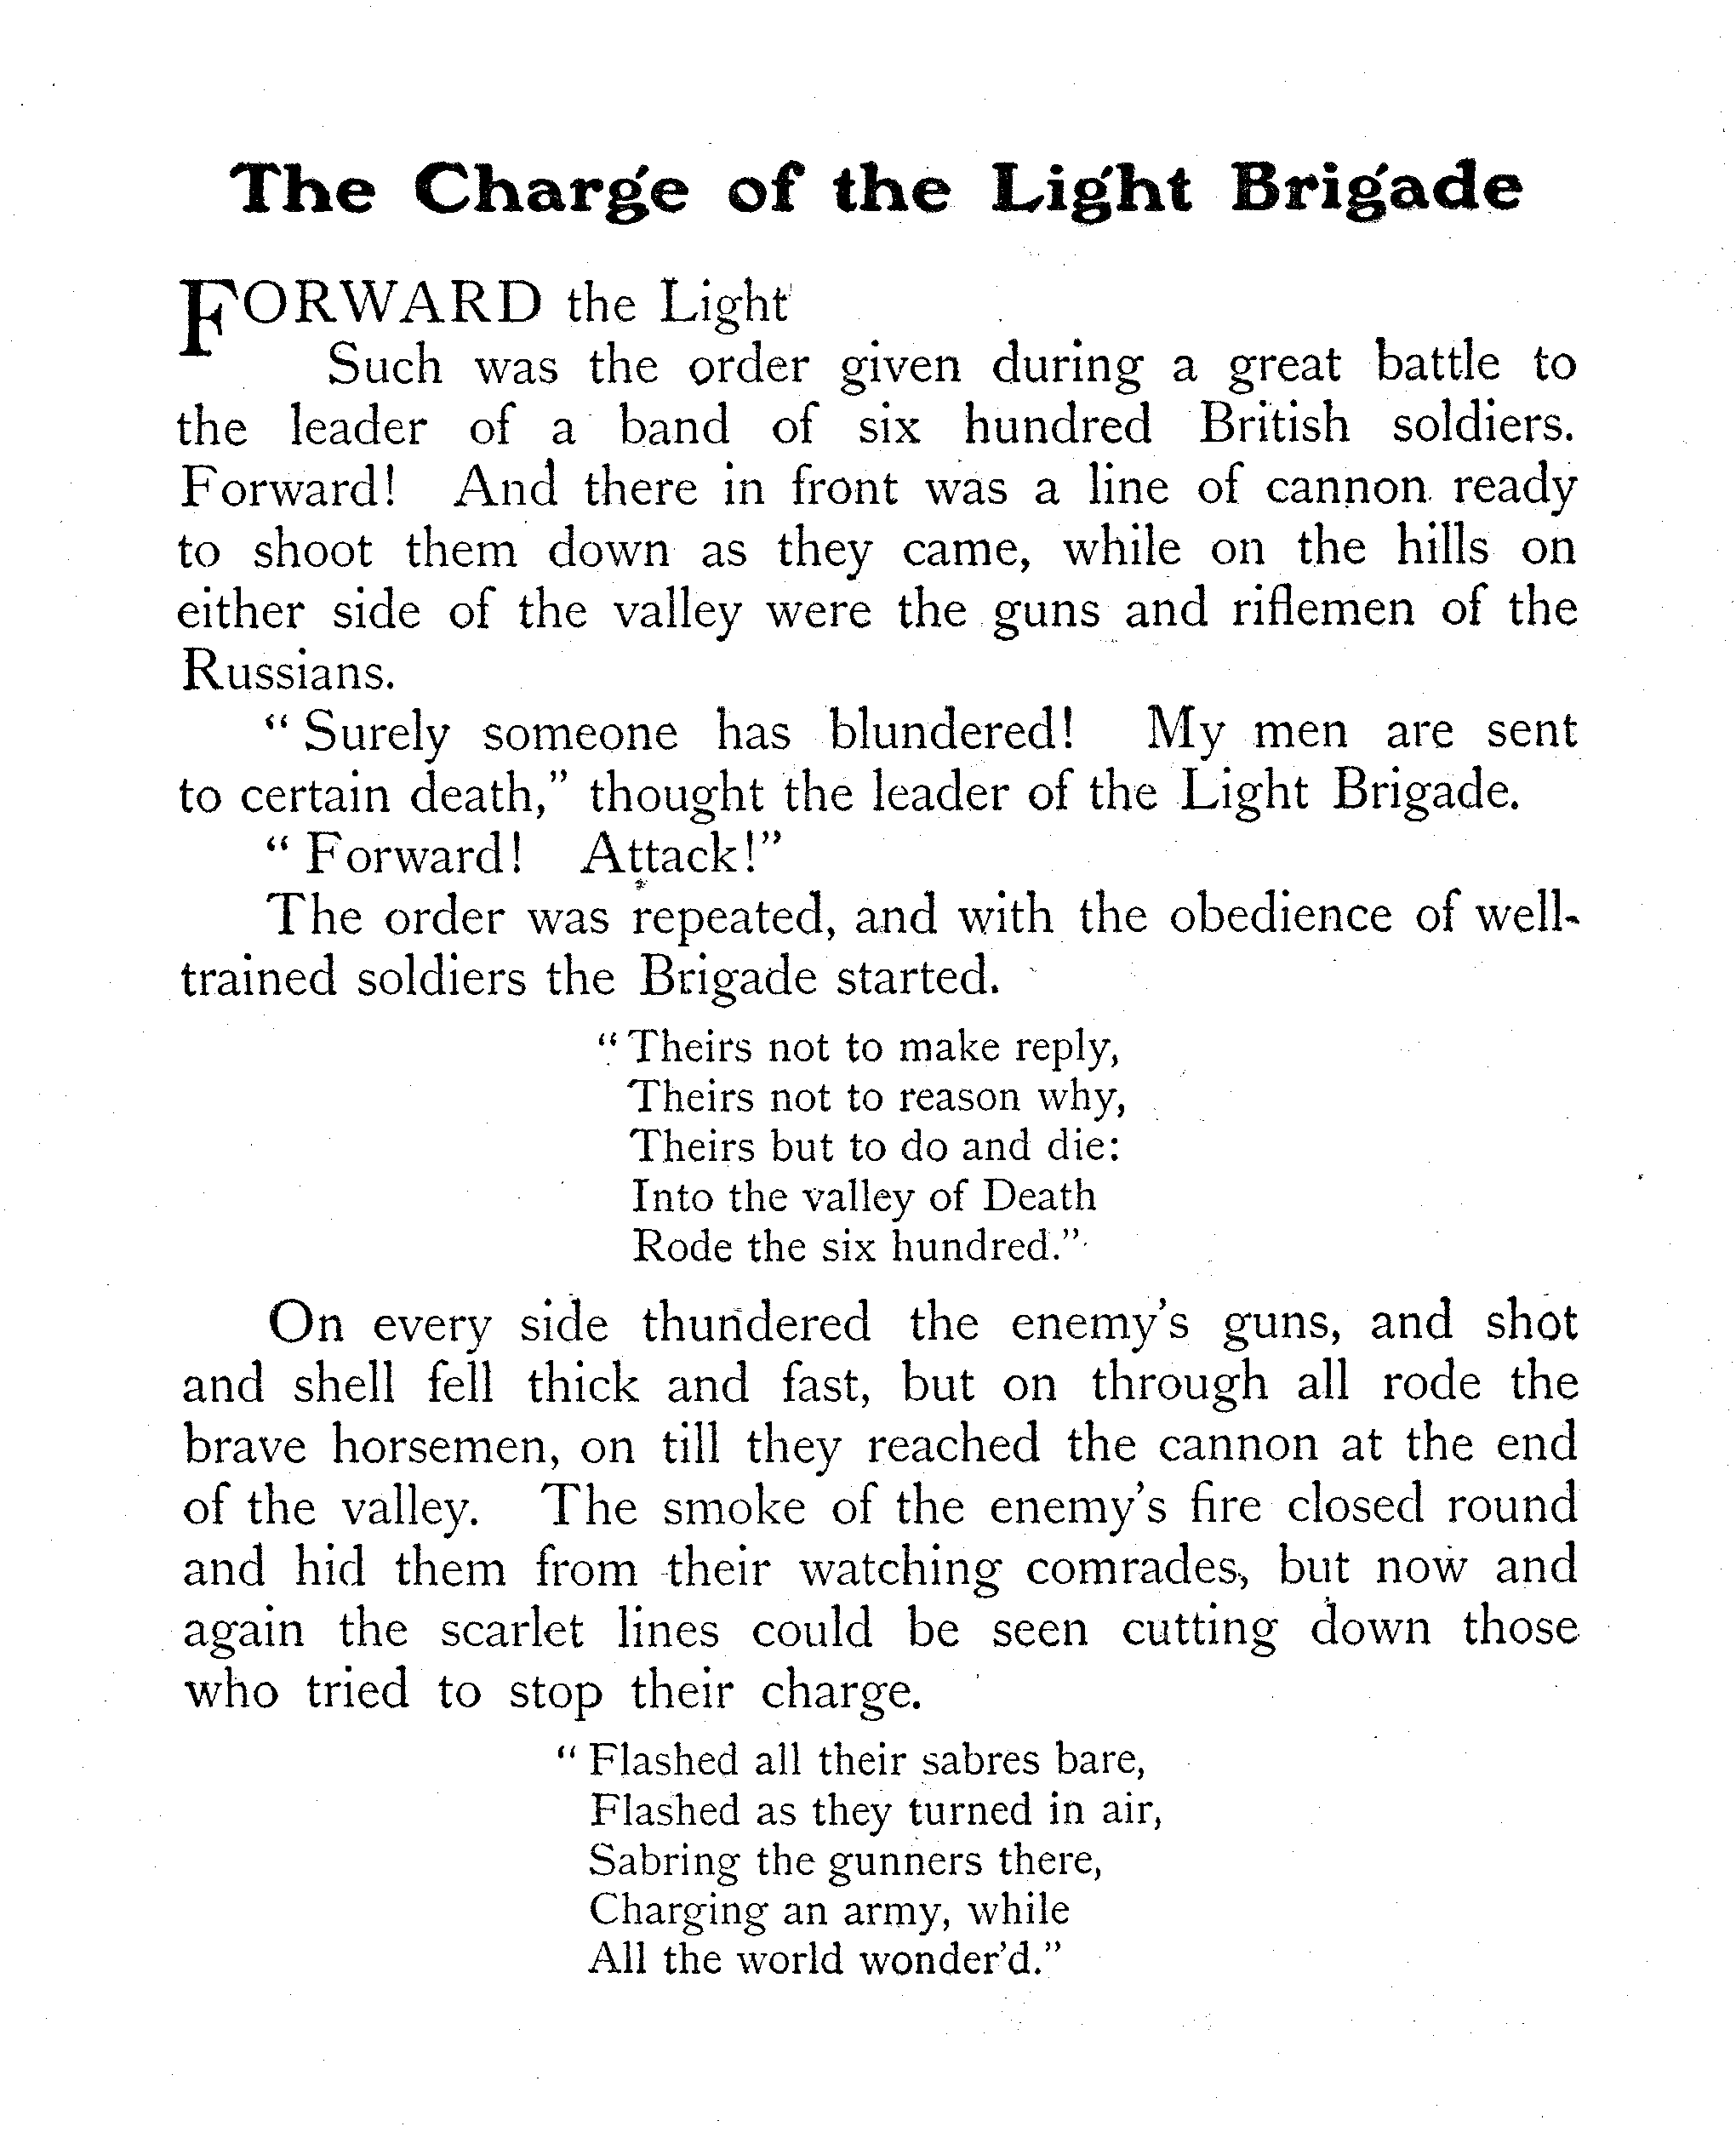 The Charge of the Light Brigade
FORWARD the Light
Such was the order given during a great battle to
the leader of a band of six hundred British soldiers.
Forward! And there in front was a line of cannon ready
to shoot them down as they came, while on the hills on
either side of the valley were the guns and riflemen of the
Russians.
“ Surely someone has blundered! My men are sent
to certain death,” thought the leader of the Light Brigade.
“ Forward! Attack!”
The order was repeated, and with the obedience of well-
trained soldiers the Brigade started.
“ Theirs not to make reply,
Theirs not to reason why,
Theirs but to do and die:
Into the valley of Death
Rode the six hundred.”
On every side thundered the enemy's guns, and shot
and shell fell thick and fast, but on through all rode the
brave horsemen, on till they reached the cannon at the end
of the valley. The smoke of the enemy's fire closed round
and hid them from their watching comrades, but now and
again the scarlet lines could be seen cutting down those
who tried to stop their charge.
“ Flashed all their sabres bare,
Flashed as they turned in air,
Sabring the gunners there,
Charging an army, while
All the world wonder'd.”